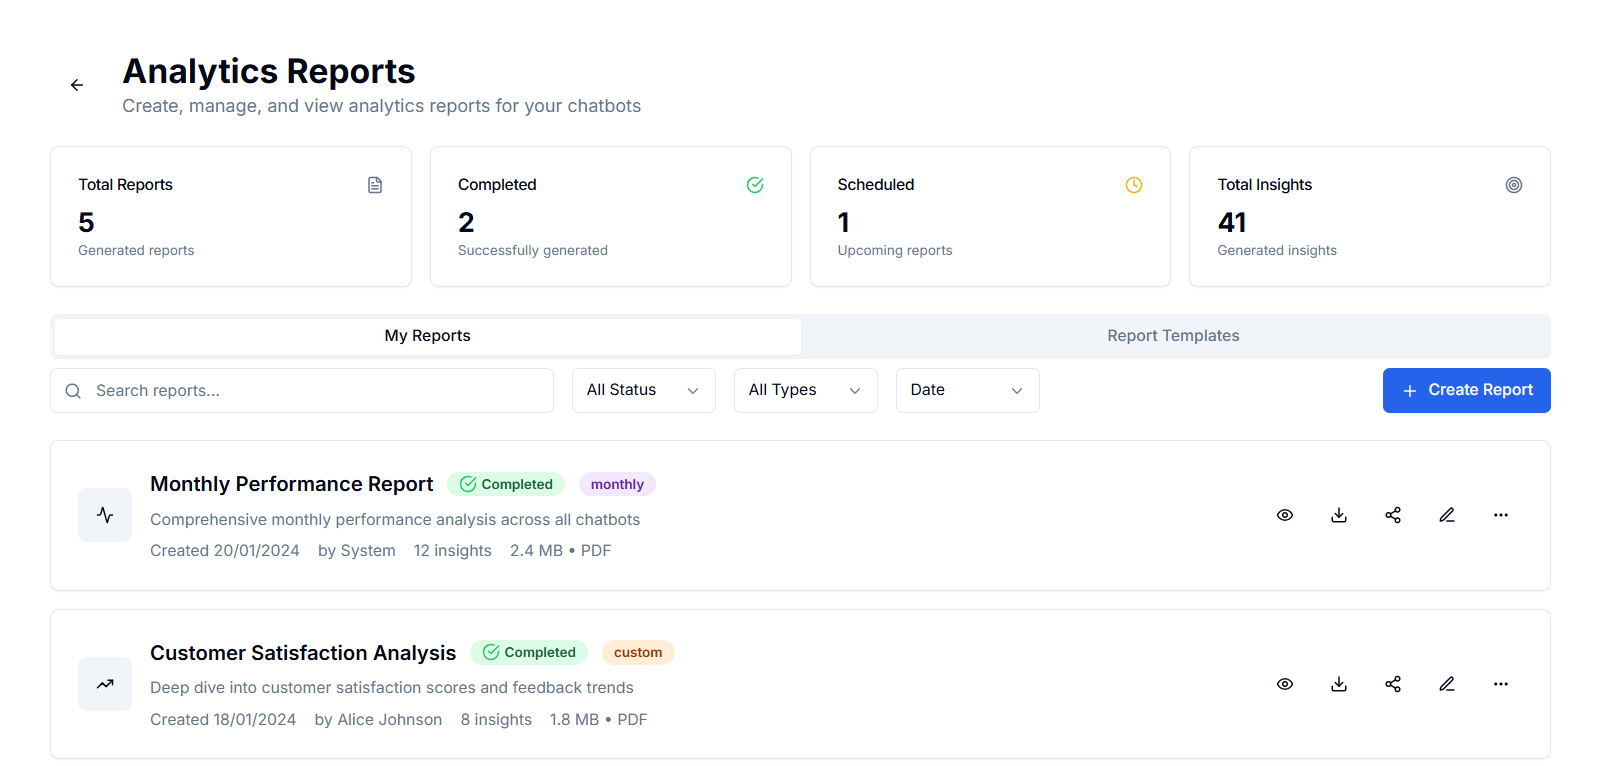 Analytics Reports
Create, manage, and view analytics reports for your chatbots
Total Reports
5
Generated reports
Completed
2
Successfully generated
Scheduled
1
Upcoming reports
Total Insights
41
Generated insights
My Reports
Report Templates
Search reports...
All Status
All Types
Date
Create Report
Monthly Performance Report Completed monthly
Comprehensive monthly performance analysis across all chatbots
Created 20/01/2024 by System 12 insights 2.4 MB • PDF
Customer Satisfaction Analysis Completed custom
Deep dive into customer satisfaction scores and feedback trends
Created 18/01/2024 by Alice Johnson 8 insights 1.8 MB • PDF